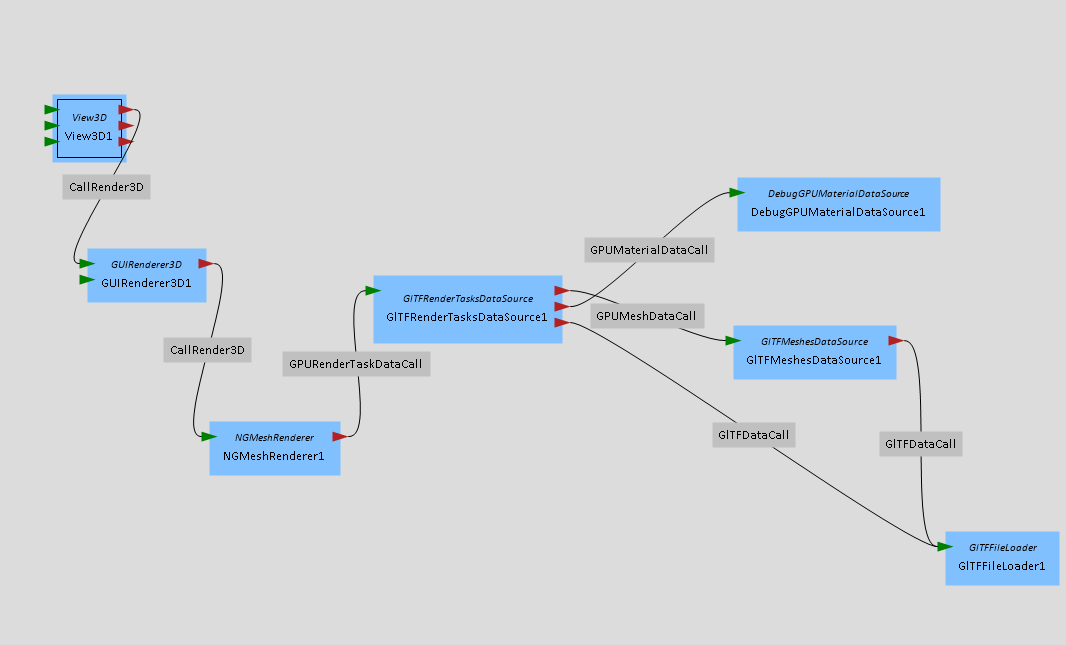 View3D
View3D1
CallRender3D
GUIRenderer3D
GUIRenderer3D1
CallRender3D
NGMeshRenderer
NGMeshRenderer1
GPURenderTaskDataCall
GlTFRenderTasksDataSource
GlTFRenderTasksDataSource1
GPUMaterialDataCall
GPUMeshDataCall
DebugGPUMaterialDataSource
DebugGPUMaterialDataSource1
GlTFMeshesDataSource
GlTFMeshesDataSource1
GlTFDataCall
GlTFDataCall
GlTFFileLoader
GlTFFileLoader1